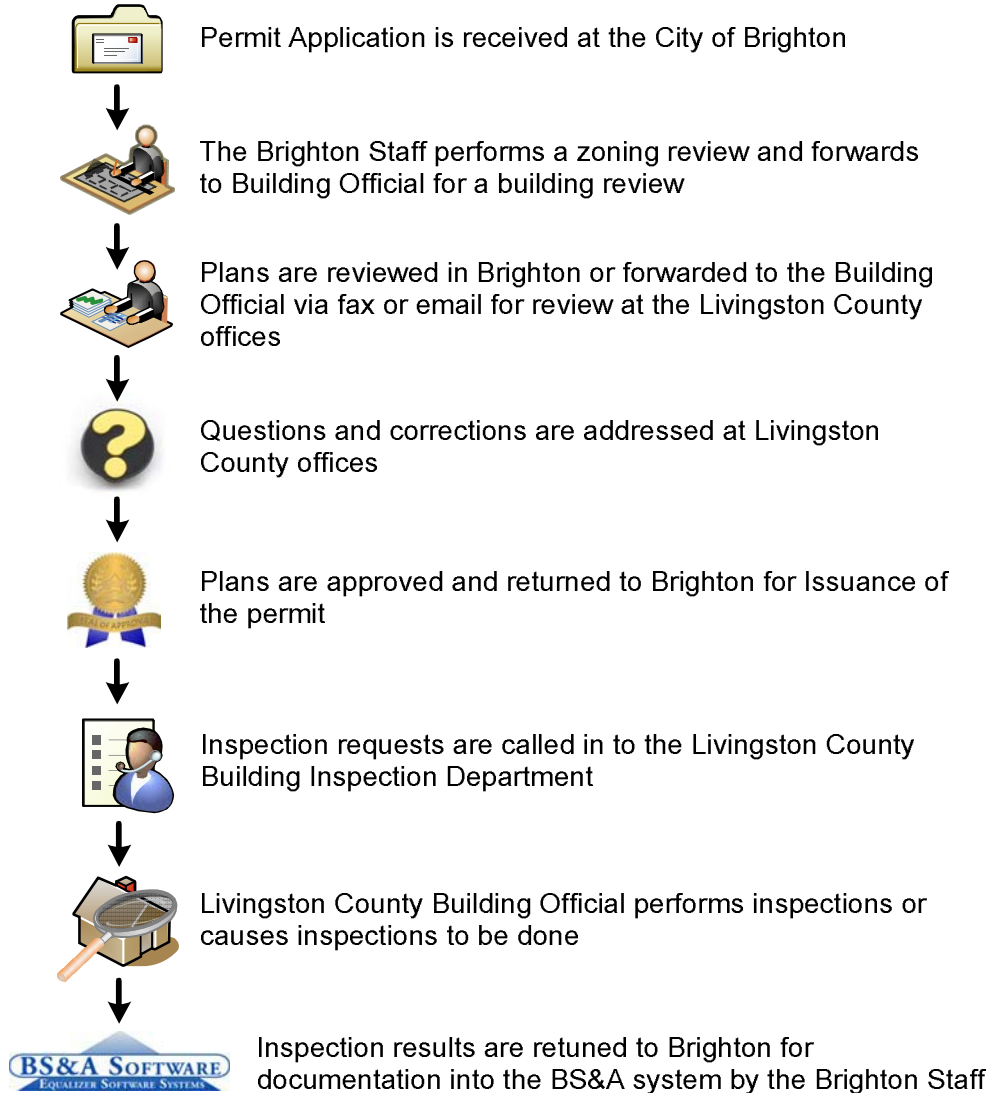 Permit Application is received at the City of Brighton
The Brighton Staff performs a zoning review and forwards
to Building Official for a building review
Plans are reviewed in Brighton or forwarded to the Building
Official via fax or email for review at the Livingston County
offices
?
Questions and corrections are addressed at Livingston
County offices
SEAL OF APPROVAL
Plans are approved and returned to Brighton for Issuance of
the permit
Inspection requests are called in to the Livingston County
Building Inspection Department
Livingston County Building Official performs inspections or
causes inspections to be done
BS&A SOFTWARE
EQUALIZER SOFTWARE SYSTEMS
Inspection results are retuned to Brighton for
documentation into the BS&A system by the Brighton Staff